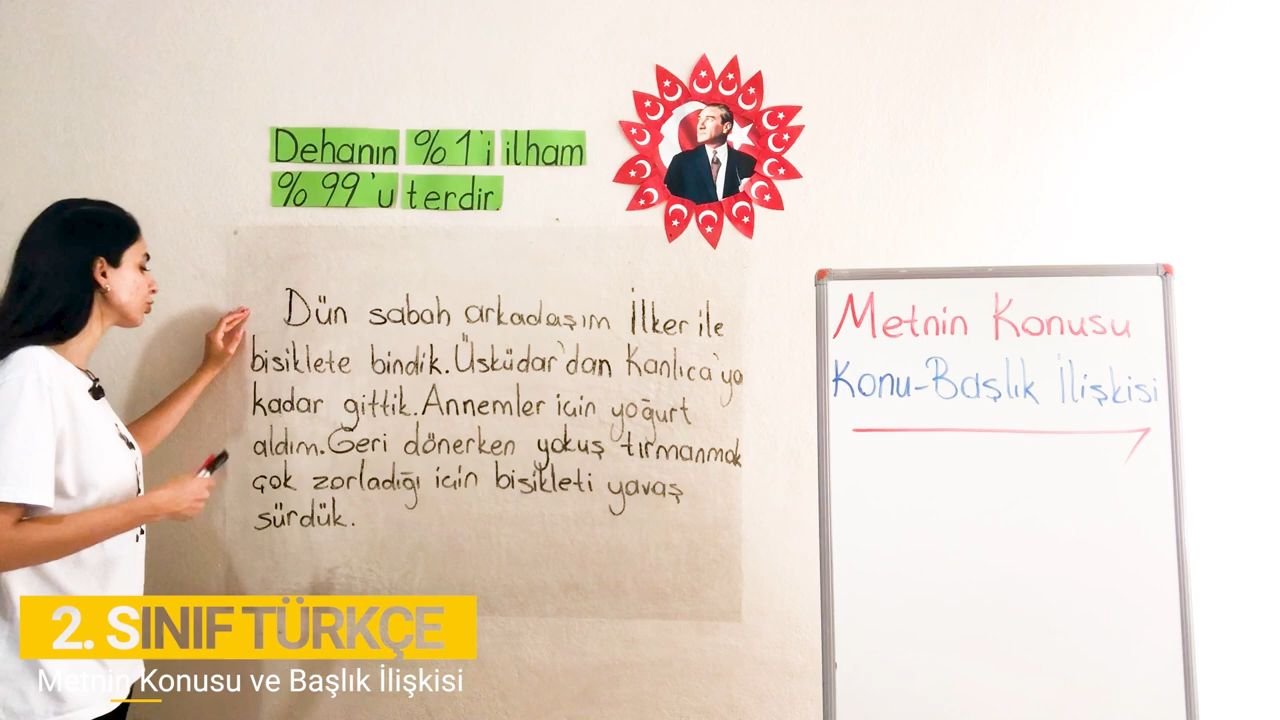 Dehanın %1'i ilham
%99'u terdir.
Dün sabah arkadaşım İlker ile
bisiklete bindik. Üsküdar'dan Kanlıca'ya
kadar gittik. Annemler için yoğurt
aldım. Geri dönerken yokuş tırmanmak
çok zorladığı için bisikleti yavaş
sürdük.
Metnin Konusu
Konu-Başlık İlişkisi
2. SINIF TÜRKÇE
Metnin Konusu ve Başlık İlişkisi